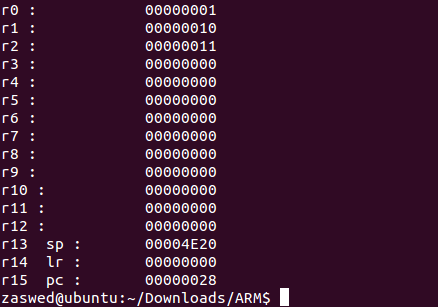 r0 : 00000001
r1 : 00000010
r2 : 00000011
r3 : 00000000
r4 : 00000000
r5 : 00000000
r6 : 00000000
r7 : 00000000
r8 : 00000000
r9 : 00000000
r10 : 00000000
r11 : 00000000
r12 : 00000000
r13 sp : 00004E20
r14 lr : 00000000
r15 pc : 00000028
zaswed@ubuntu:~/Downloads/ARM$